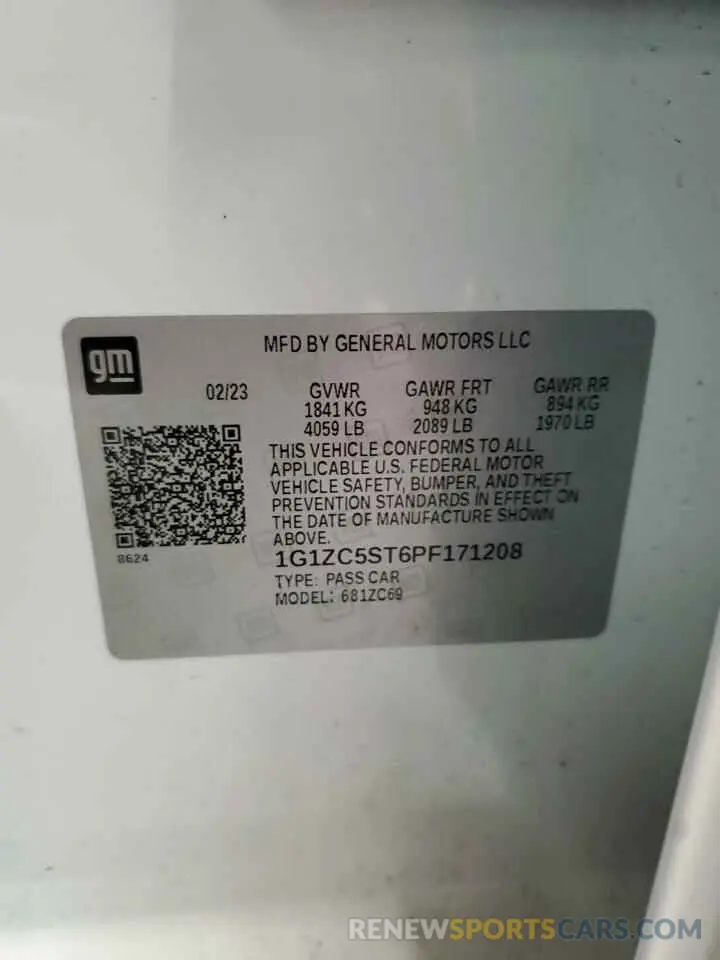 gm
MFD BY GENERAL MOTORS LLC
02/23 GVWR GAWR FRT GAWR RR
1841 KG 948 KG 894 KG
4059 LB 2089 LB 1970 LB
THIS VEHICLE CONFORMS TO ALL
APPLICABLE U.S. FEDERAL MOTOR
VEHICLE SAFETY, BUMPER, AND THEFT
PREVENTION STANDARDS IN EFFECT ON
THE DATE OF MANUFACTURE SHOWN
ABOVE.
8624
1G1ZC5ST6PF171208
TYPE: PASS CAR
MODEL: 681ZC69
RENEWSPORTSCARS.COM